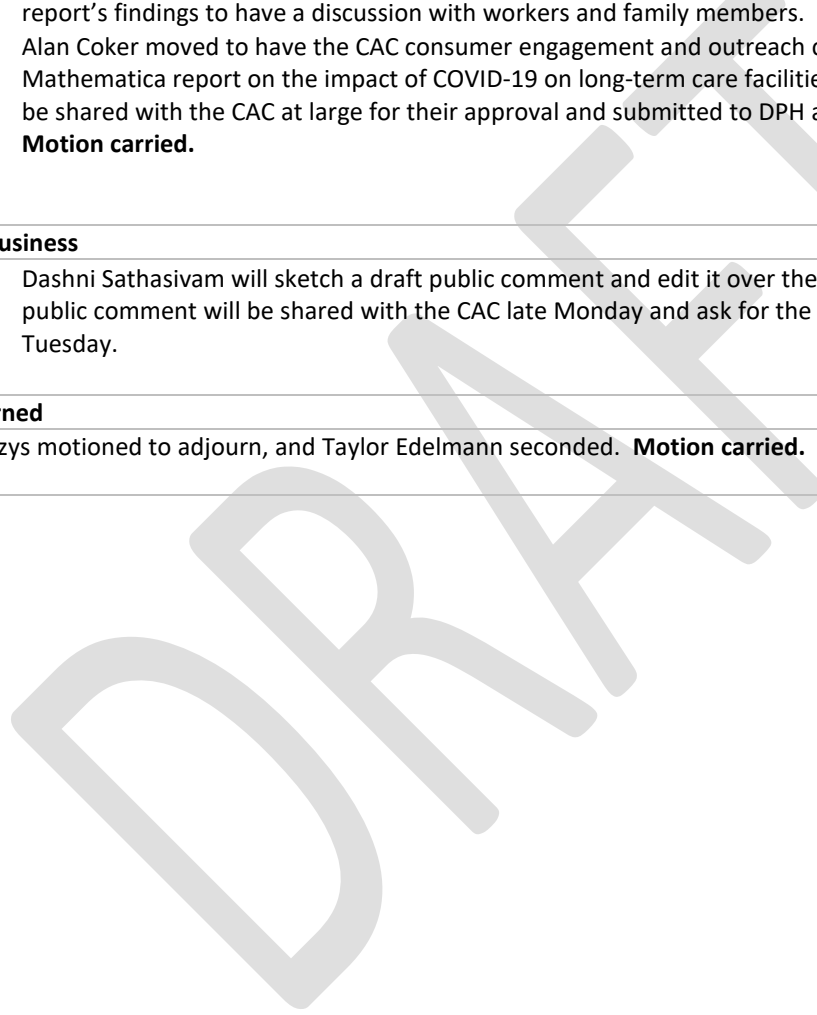 report’s findings to have a discussion with workers and family members.
Alan Coker moved to have the CAC consumer engagement and outreach
Mathematica report on the impact of COVID-19 on long-term care facilities
be shared with the CAC at large for their approval and submitted to DPH
Motion carried.
usiness
Dashni Sathasivam will sketch a draft public comment and edit it over the
public comment will be shared with the CAC late Monday and ask for the
Tuesday.
rned
zys motioned to adjourn, and Taylor Edelmann seconded. Motion carried.
DRAFT